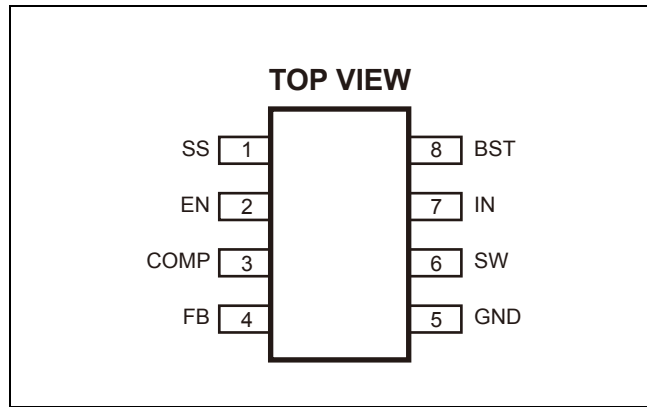 TOP VIEW
SS 1 8 BST
EN 2 7 IN
COMP 3 6 SW
FB 4 5 GND